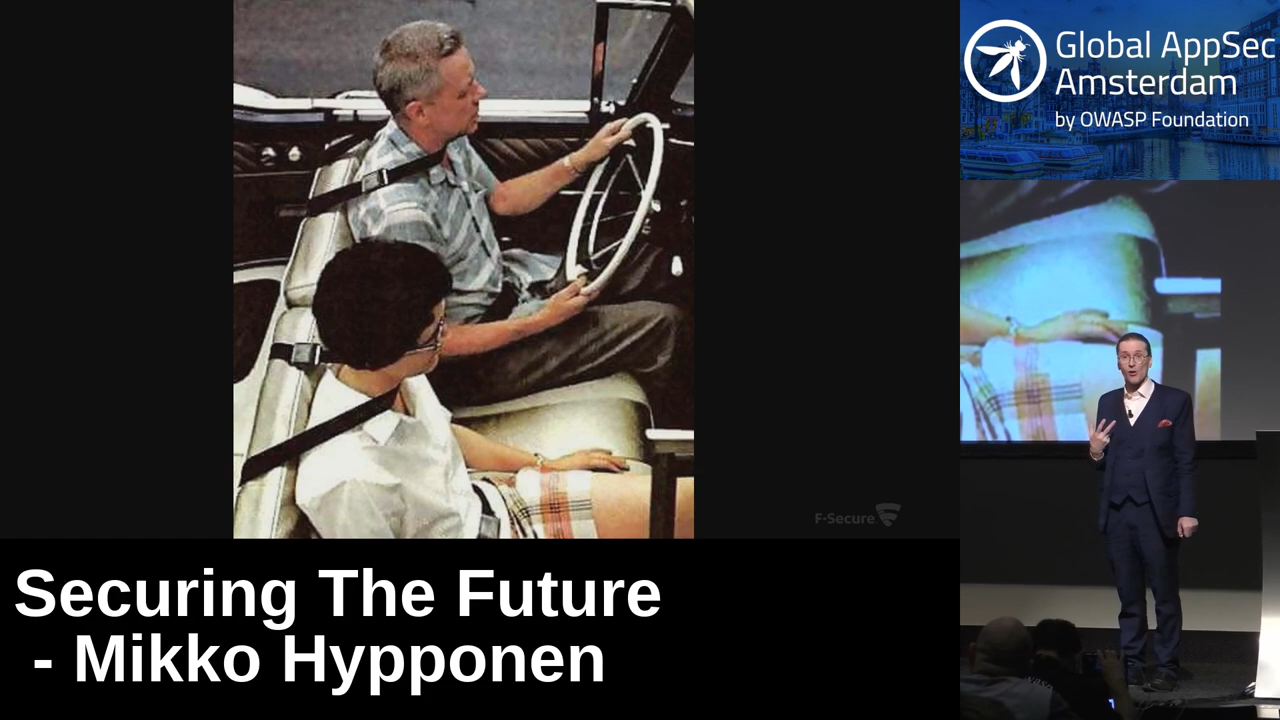 Global AppSec
Amsterdam
by OWASP Foundation
F-Secure
Securing The Future
- Mikko Hypponen